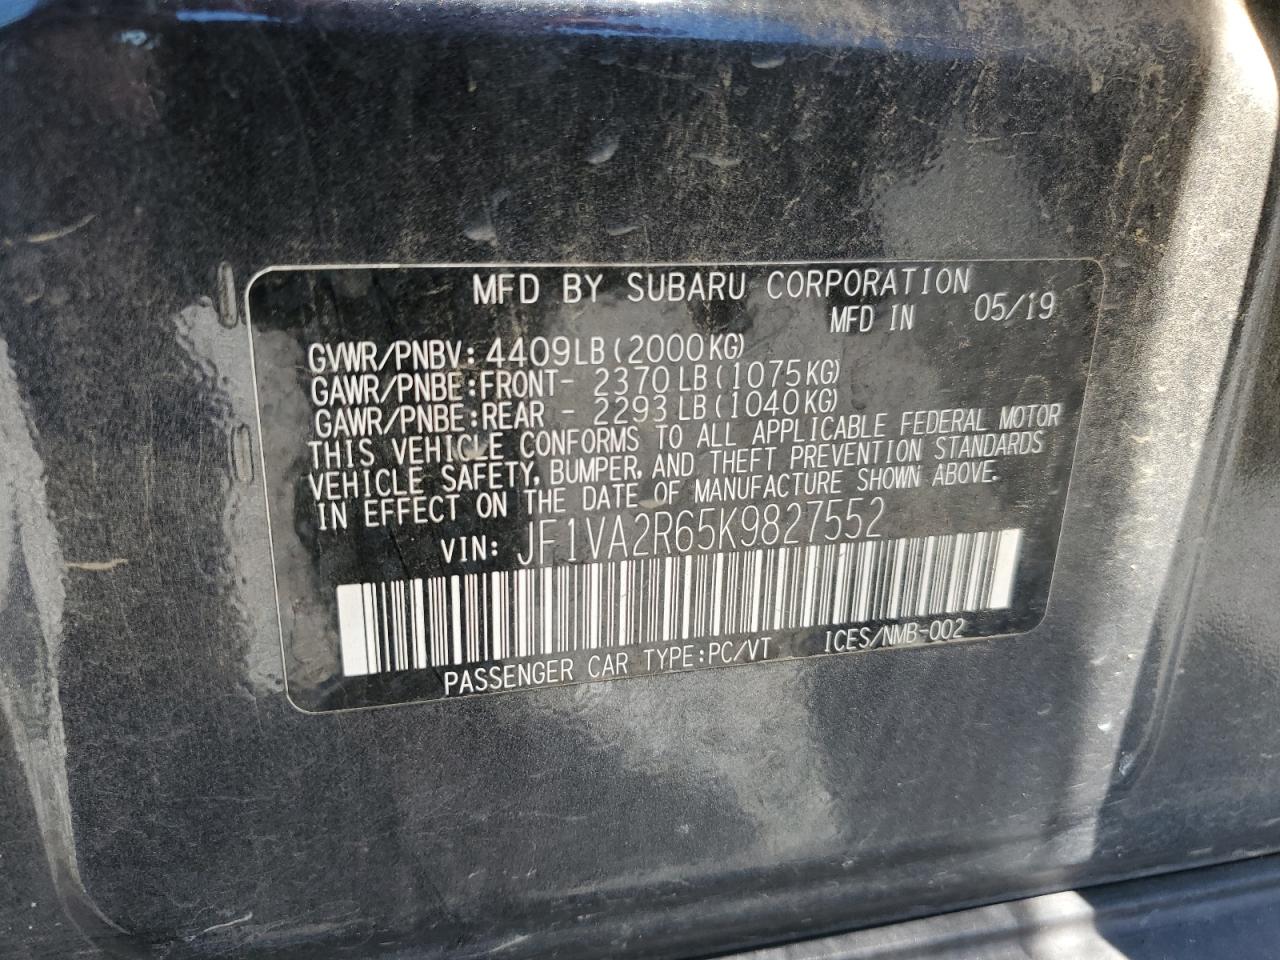 MFD BY SUBARU CORPORATION
MFD IN 05/19
GVWR/PNBV: 4409LB(2000KG)
GAWR/PNBE:FRONT- 2370LB(1075KG)
GAWR/PNBE:REAR - 2293LB(1040KG)
THIS VEHICLE CONFORMS TO ALL APPLICABLE FEDERAL MOTOR
VEHICLE SAFETY, BUMPER, AND THEFT PREVENTION STANDARDS
IN EFFECT ON THE DATE OF MANUFACTURE SHOWN ABOVE.
VIN: JF1VA2R65K9827552
PASSENGER CAR TYPE:PC/VT ICES/NMB-002